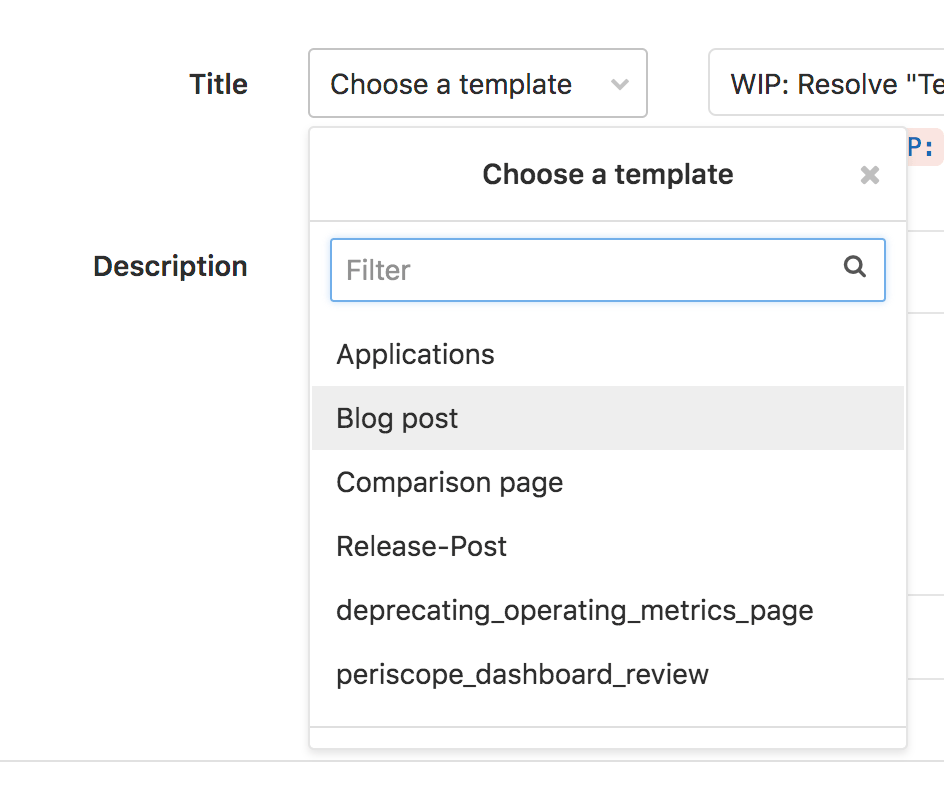 Title
Choose a template
WIP: Resolve "Te
P:
Choose a template
Description
Filter
Applications
Blog post
Comparison page
Release-Post
deprecating_operating_metrics_page
periscope_dashboard_review